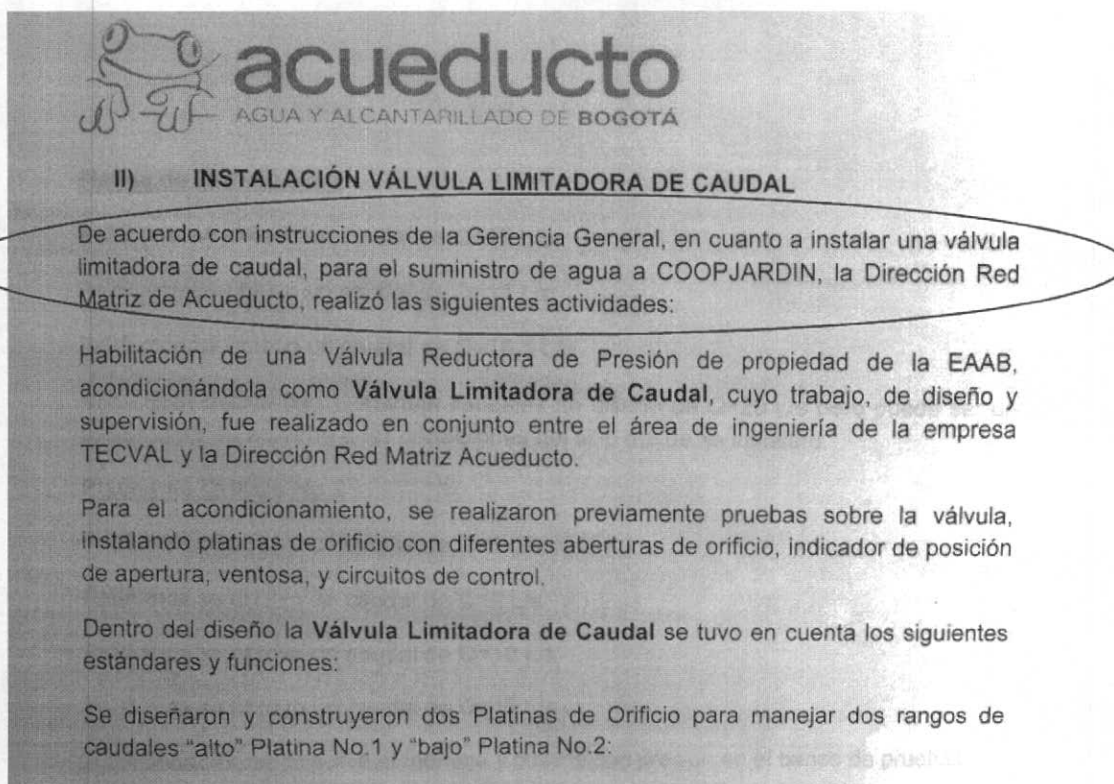 acueducto
AGUA Y ALCANTARILLADO DE BOGOTÁ
II) INSTALACIÓN VÁLVULA LIMITADORA DE CAUDAL
De acuerdo con instrucciones de la Gerencia General, en cuanto a instalar una válvula
limitadora de caudal, para el suministro de agua a COOPJARDIN, la Dirección Red
Matriz de Acueducto, realizó las siguientes actividades:
Habilitación de una Válvula Reductora de Presión de propiedad de la EAAB,
acondicionándola como Válvula Limitadora de Caudal, cuyo trabajo, de diseño y
supervisión, fue realizado en conjunto entre el área de ingeniería de la empresa
TECVAL y la Dirección Red Matriz Acueducto.
Para el acondicionamiento, se realizaron previamente pruebas sobre la válvula,
instalando platinas de orificio con diferentes aberturas de orificio, indicador de posición
de apertura, ventosa, y circuitos de control.
Dentro del diseño la Válvula Limitadora de Caudal se tuvo en cuenta los siguientes
estándares y funciones:
Se diseñaron y construyeron dos Platinas de Orificio para manejar dos rangos de
caudales "alto" Platina No.1 y "bajo" Platina No.2: